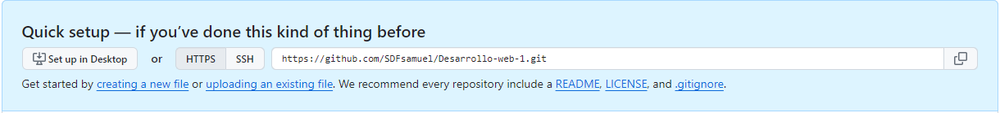 Quick setup — if you’ve done this kind of thing before
Set up in Desktop or HTTPS SSH https://github.com/SDFsamuel/Desarrollo-web-1.git
Get started by creating a new file or uploading an existing file. We recommend every repository include a README, LICENSE, and .gitignore.